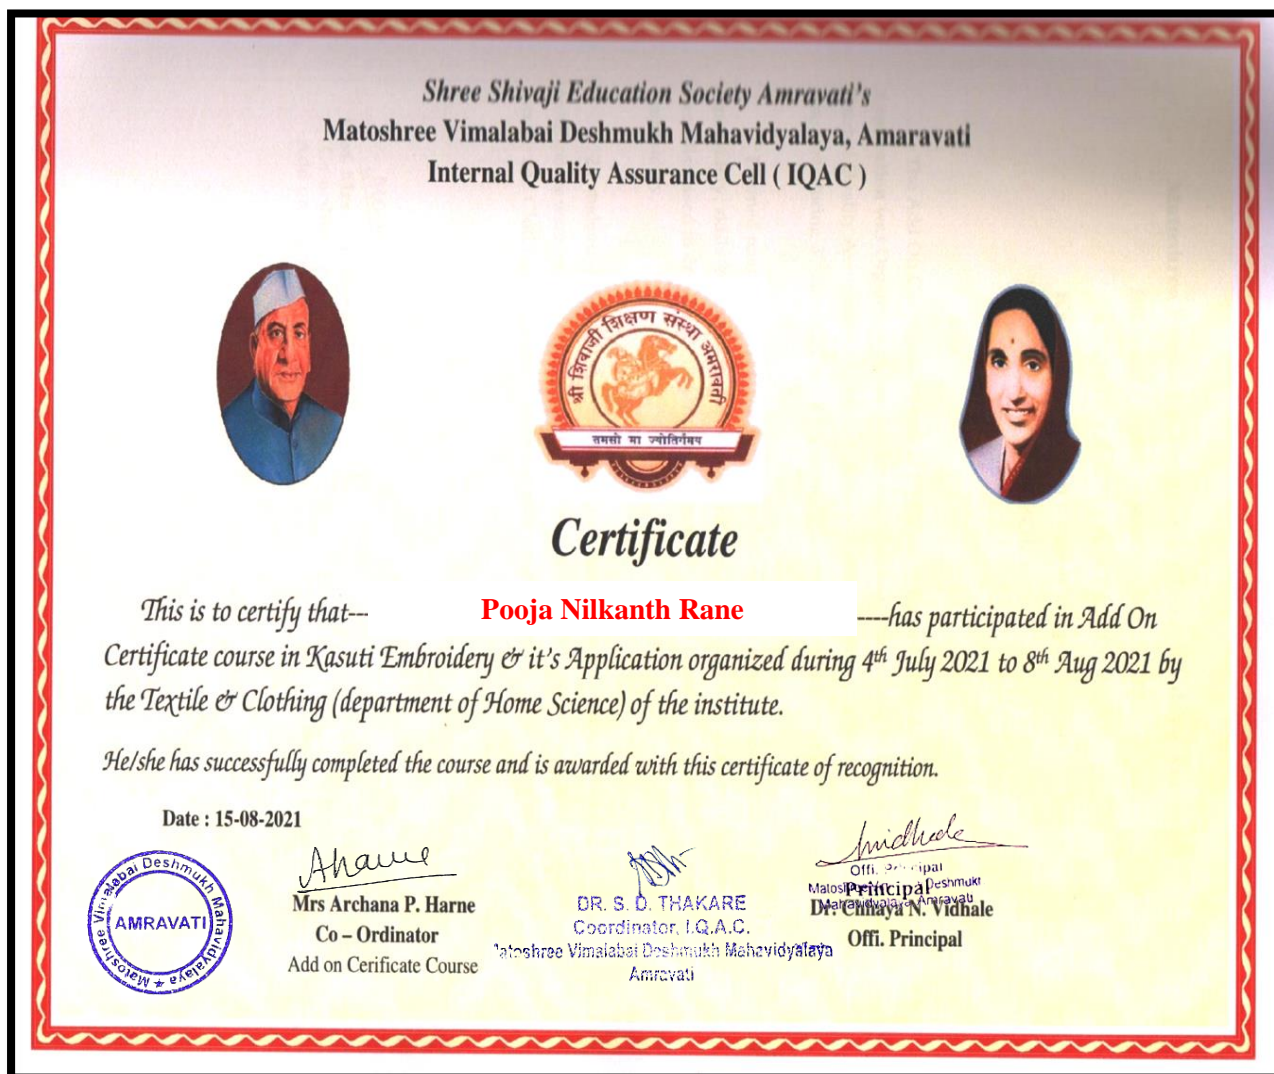 Shree Shivaji Education Society Amravati's
Matoshree Vimalabai Deshmukh Mahavidyalaya, Amaravati
Internal Quality Assurance Cell ( IQAC )
श्री शिवाजी शिक्षण संस्था अमरावती
तमसो मा ज्योतिर्गमय
Certificate
This is to certify that--- Pooja Nilkanth Rane ----has participated in Add On
Certificate course in Kasuti Embroidery & it's Application organized during 4th July 2021 to 8th Aug 2021 by
the Textile & Clothing (department of Home Science) of the institute.
He/she has successfully completed the course and is awarded with this certificate of recognition.
Date : 15-08-2021
Matoshree Vimalabai Deshmukh Mahavidyalaya
AMRAVATI
Mrs Archana P. Harne
Co – Ordinator
Add on Cerificate Course
DR. S. D. THAKARE
Coordinator, I.Q.A.C.
Matoshree Vimalabai Deshmukh Mahavidyalaya
Amravati
Offi. Principal
Principal
Dr. Chhaya N. Vidhale
Offi. Principal